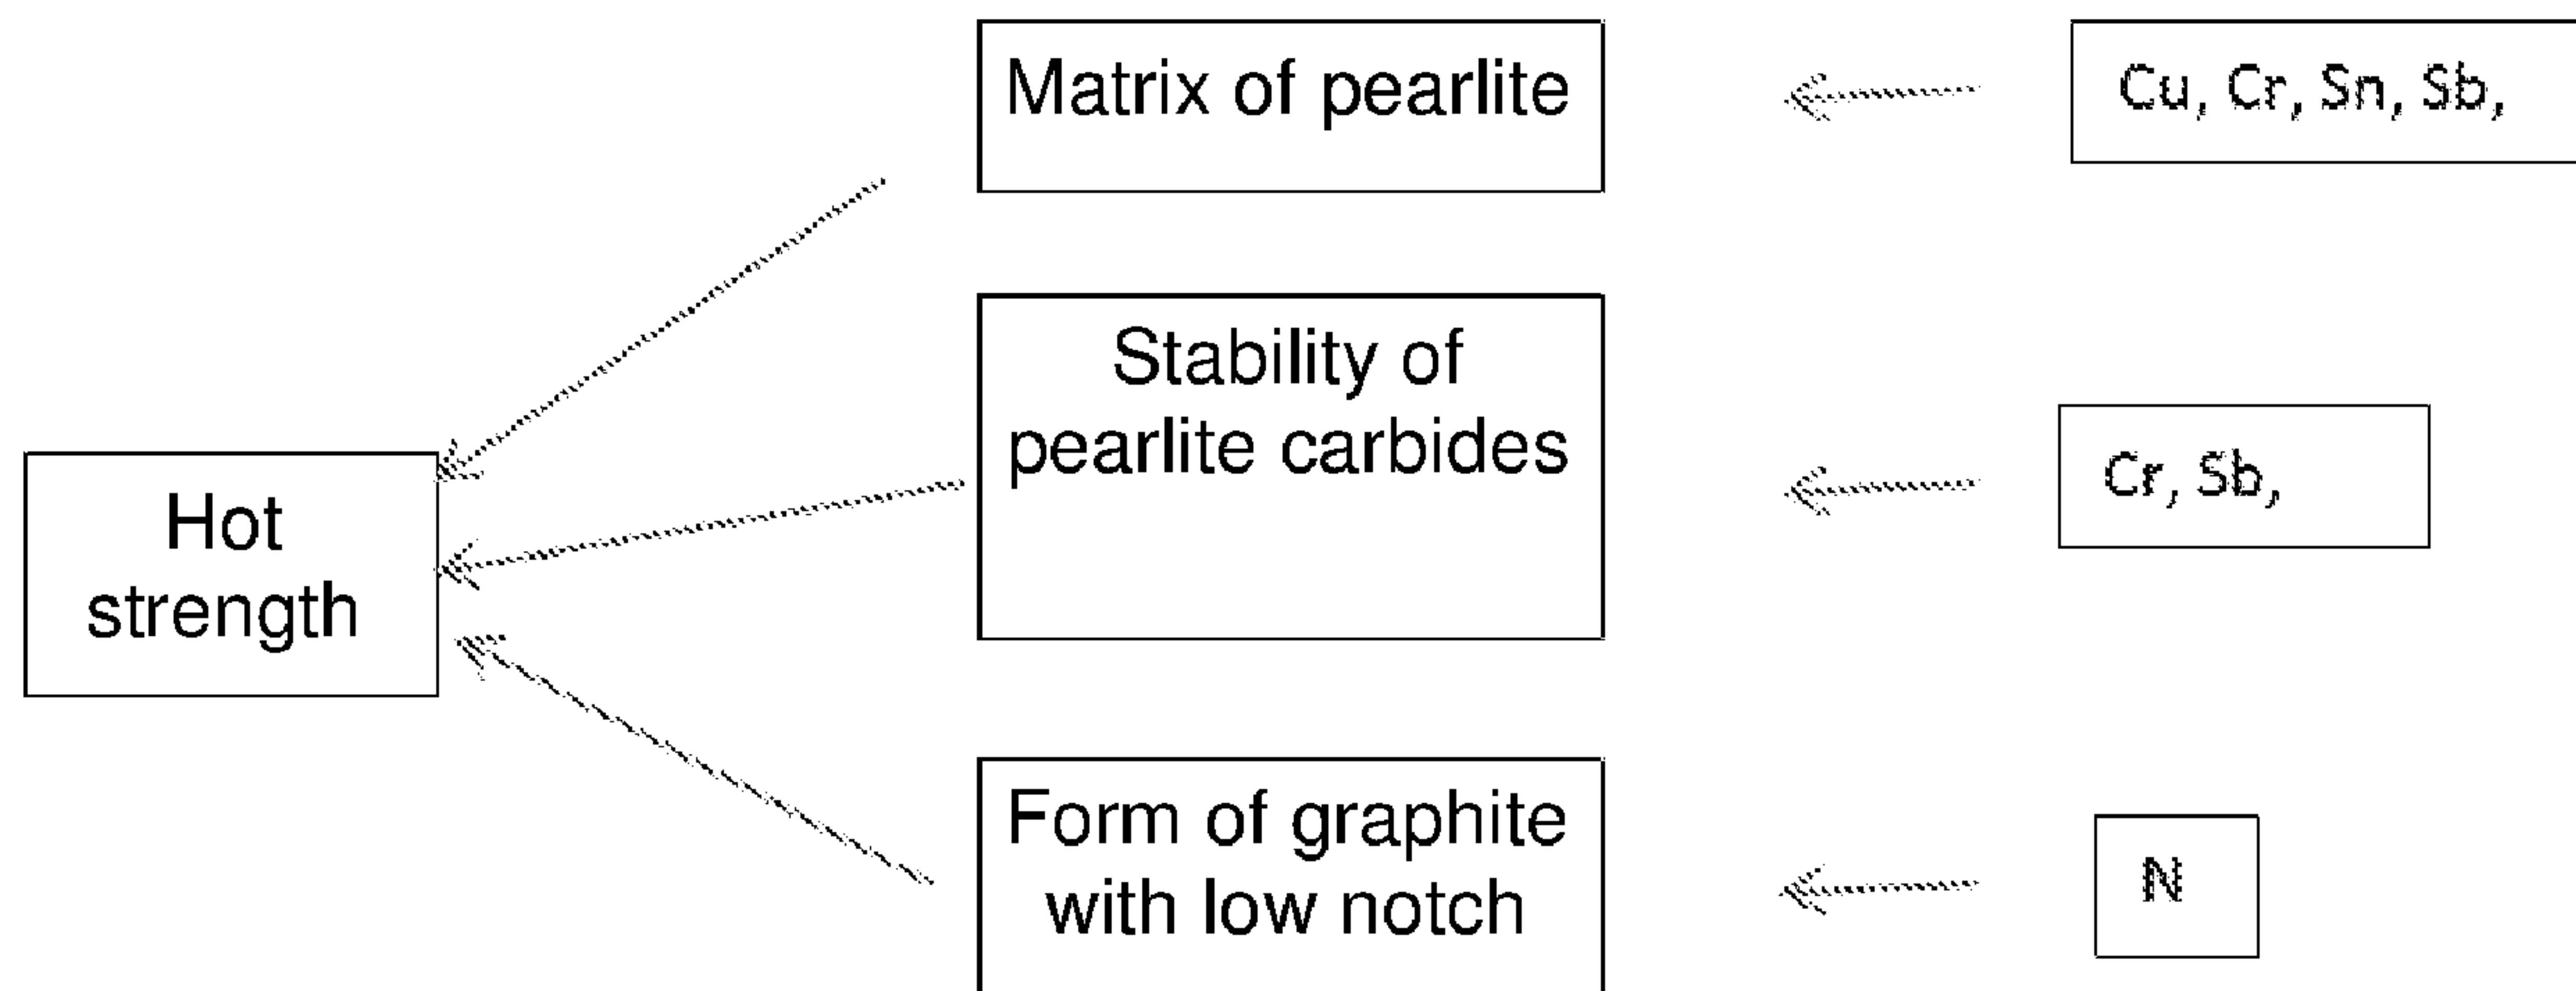 Matrix of pearlite
Cu, Cr, Sn, Sb,
Stability of
pearlite carbides
Cr, Sb,
Hot
strength
Form of graphite
with low notch
N